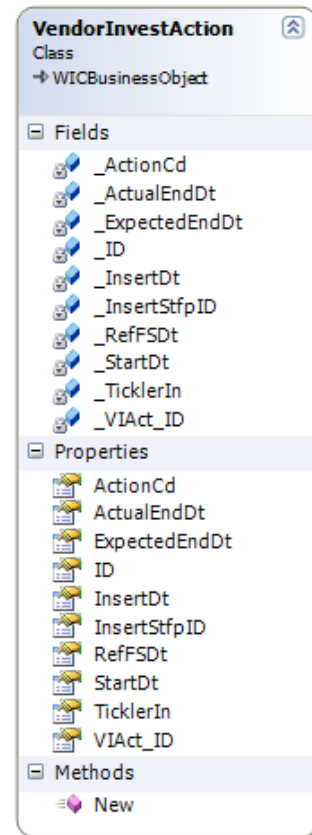 VendorInvestAction
Class
WICBusinessObject
Fields
_ActionCd
_ActualEndDt
_ExpectedEndDt
_ID
_InsertDt
_InsertStfpID
_RefFSDt
_StartDt
_TicklerIn
_VIAct_ID
Properties
ActionCd
ActualEndDt
ExpectedEndDt
ID
InsertDt
InsertStfpID
RefFSDt
StartDt
TicklerIn
VIAct_ID
Methods
New